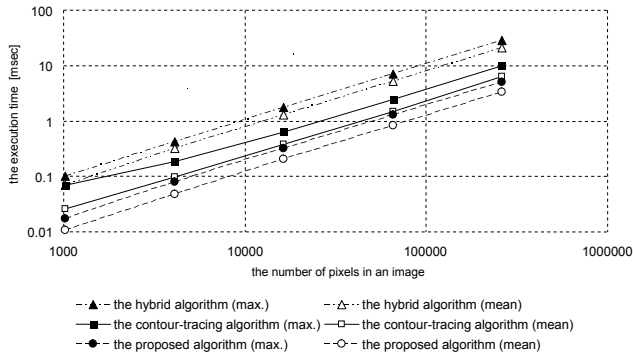 100
10
1
0.1
0.01
the execution time [msec]
1000 10000 100000 1000000
the number of pixels in an image
the hybrid algorithm (max.) the hybrid algorithm (mean)
the contour-tracing algorithm (max.) the contour-tracing algorithm (mean)
the proposed algorithm (max.) the proposed algorithm (mean)